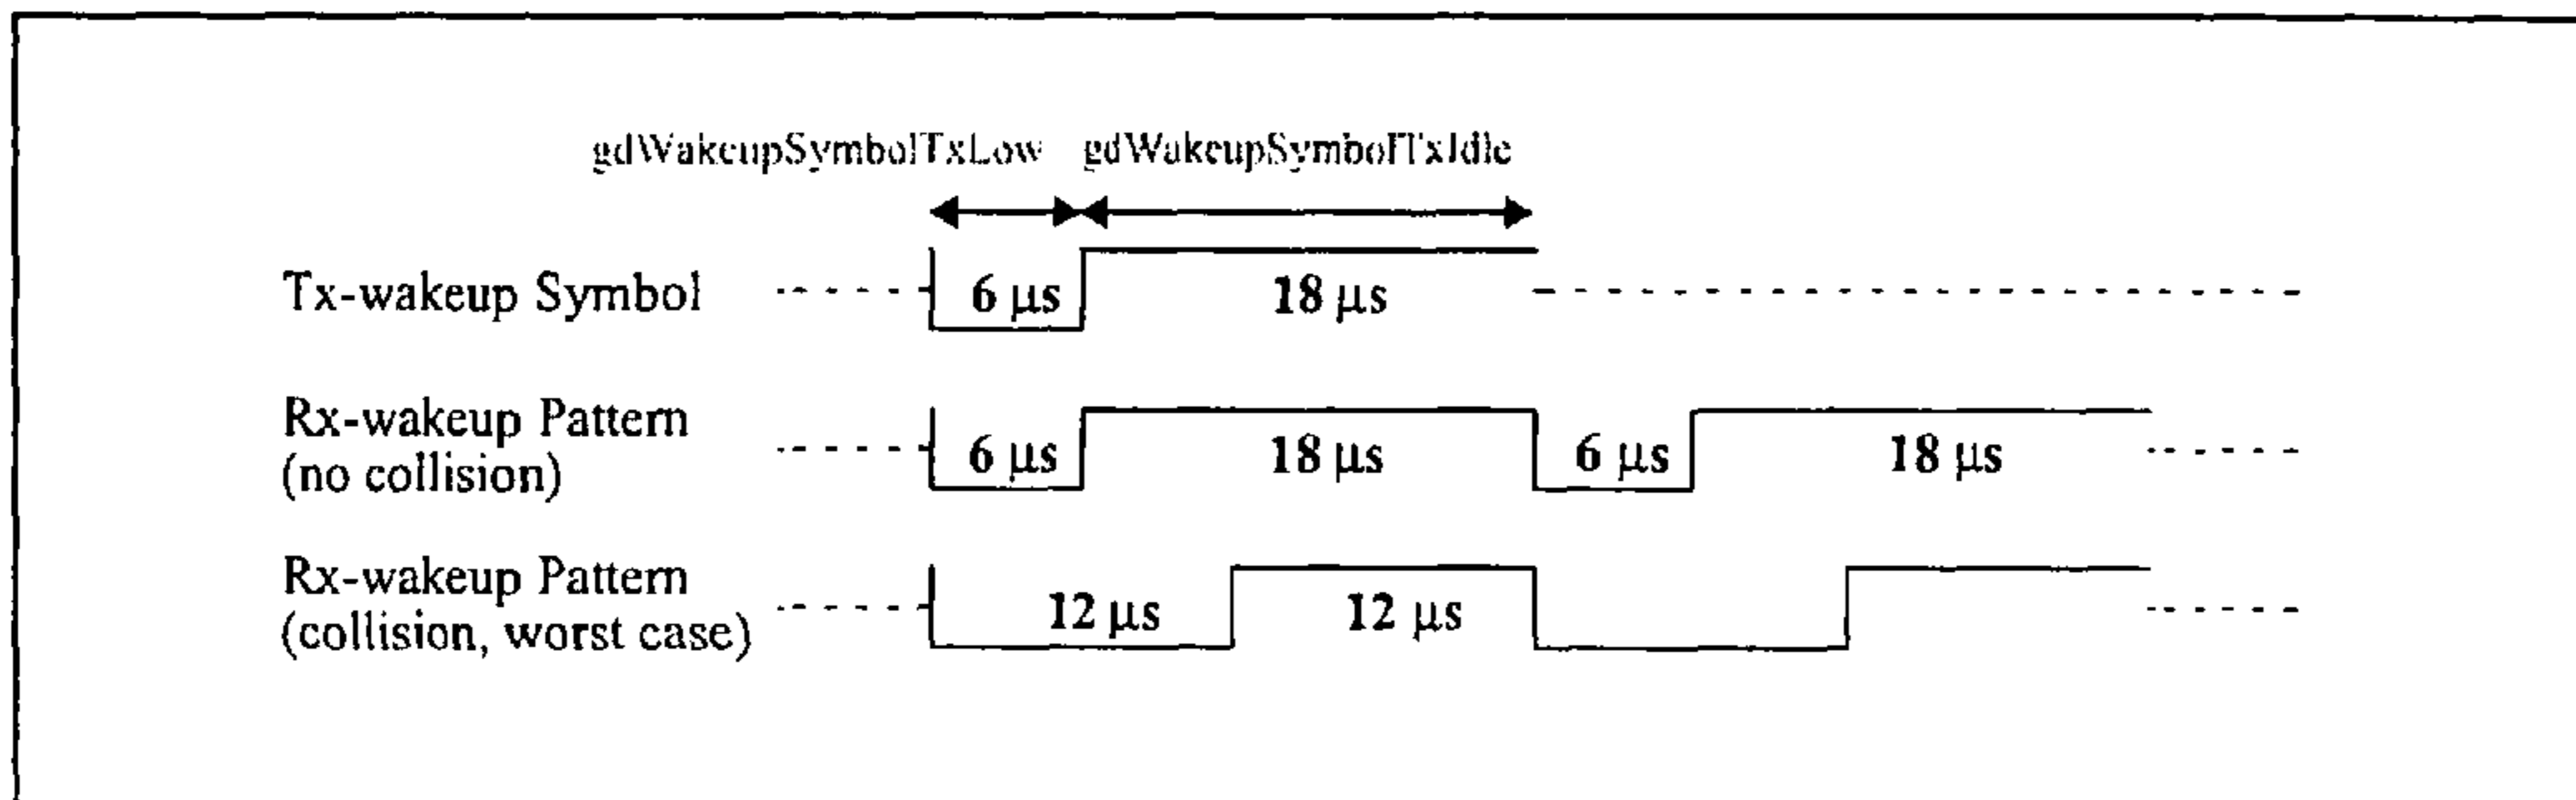 gdWakeupSymbolTxLow gdWakeupSymbolTxIdle
Tx-wakeup Symbol 6 μs 18 μs
Rx-wakeup Pattern
(no collision)
6 μs 18 μs 6 μs 18 μs
Rx-wakeup Pattern
(collision, worst case)
12 μs 12 μs